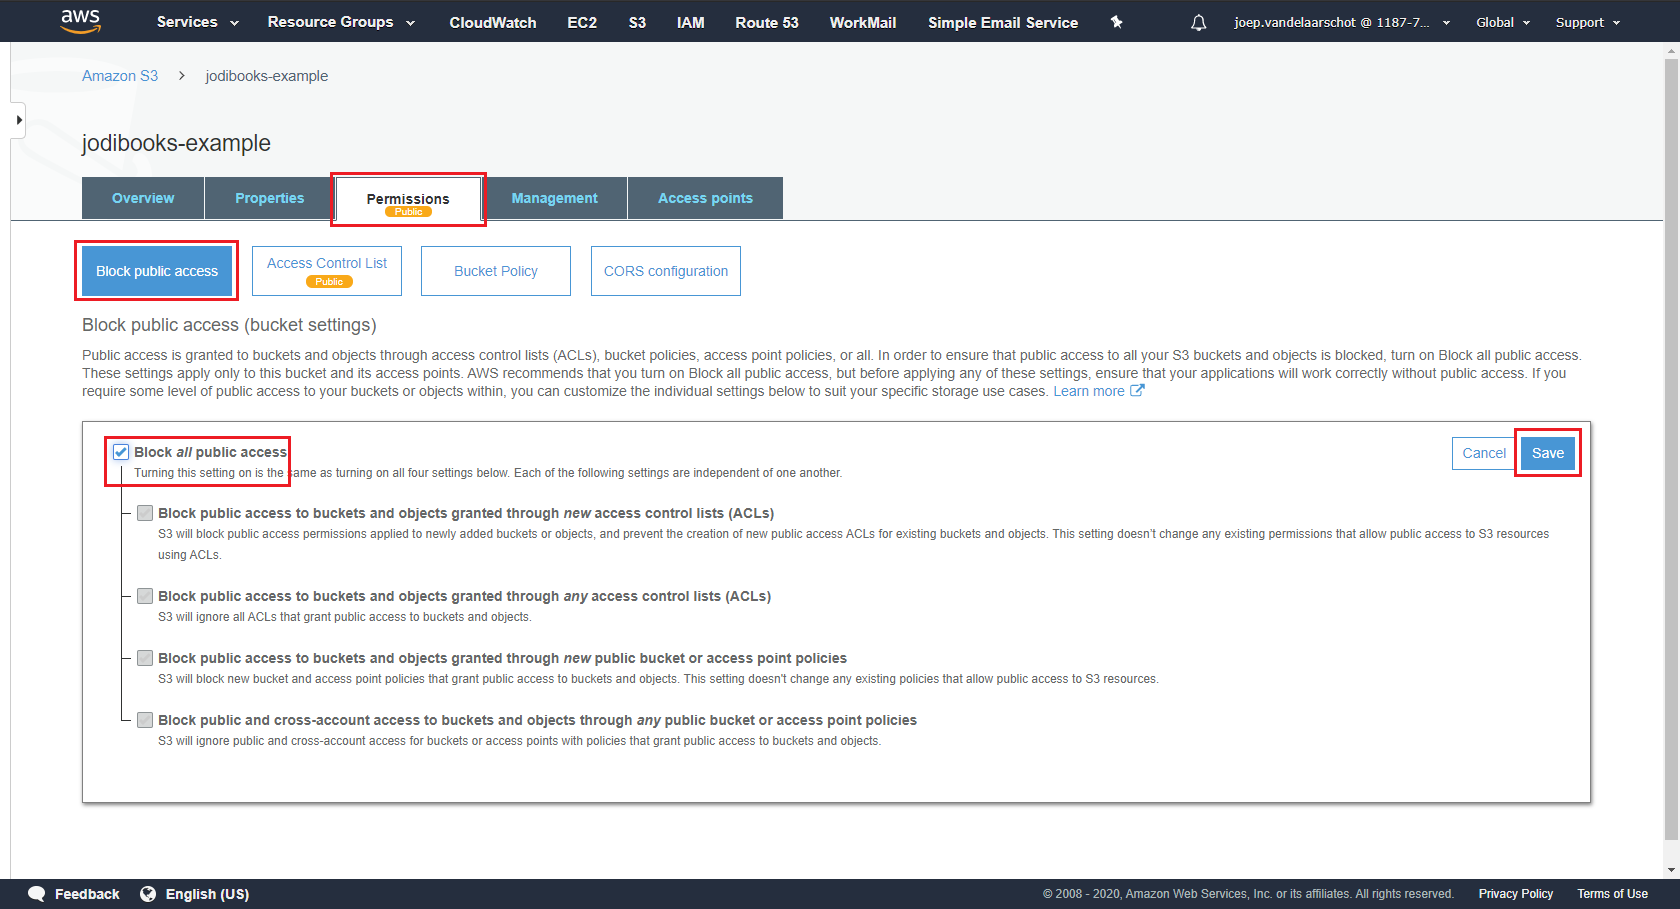 aws Services Resource Groups CloudWatch EC2 S3 IAM Route 53 WorkMail Simple Email Service joep.vandelaarschot @ 1187-7... Global Support
Amazon S3 > jodibooks-example
jodibooks-example
Overview Properties Permissions Management Access points
Public
Block public access Access Control List Bucket Policy CORS configuration
Public
Block public access (bucket settings)
Public access is granted to buckets and objects through access control lists (ACLs), bucket policies, access point policies, or all. In order to ensure that public access to all your S3 buckets and objects is blocked, turn on Block all public access.
These settings apply only to this bucket and its access points. AWS recommends that you turn on Block all public access, but before applying any of these settings, ensure that your applications will work correctly without public access. If you
require some level of public access to your buckets or objects within, you can customize the individual settings below to suit your specific storage use cases. Learn more
Block all public access Cancel Save
Turning this setting on is the same as turning on all four settings below. Each of the following settings are independent of one another.
Block public access to buckets and objects granted through new access control lists (ACLs)
S3 will block public access permissions applied to newly added buckets or objects, and prevent the creation of new public access ACLs for existing buckets and objects. This setting doesn't change any existing permissions that allow public access to S3 resources
using ACLs.
Block public access to buckets and objects granted through any access control lists (ACLs)
S3 will ignore all ACLs that grant public access to buckets and objects.
Block public access to buckets and objects granted through new public bucket or access point policies
S3 will block new bucket and access point policies that grant public access to buckets and objects. This setting doesn't change any existing policies that allow public access to S3 resources.
Block public and cross-account access to buckets and objects through any public bucket or access point policies
S3 will ignore public and cross-account access for buckets or access points with policies that grant public access to buckets and objects.
Feedback English (US) © 2008 - 2020, Amazon Web Services, Inc. or its affiliates. All rights reserved. Privacy Policy Terms of Use